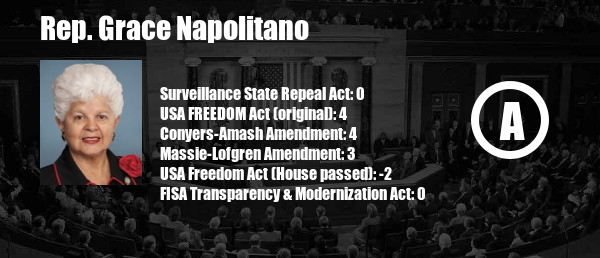 Rep. Grace Napolitano
Surveillance State Repeal Act: 0
USA FREEDOM Act (original): 4
Conyers-Amash Amendment: 4
Massie-Lofgren Amendment: 3
USA Freedom Act (House passed): -2
FISA Transparency & Modernization Act: 0
A